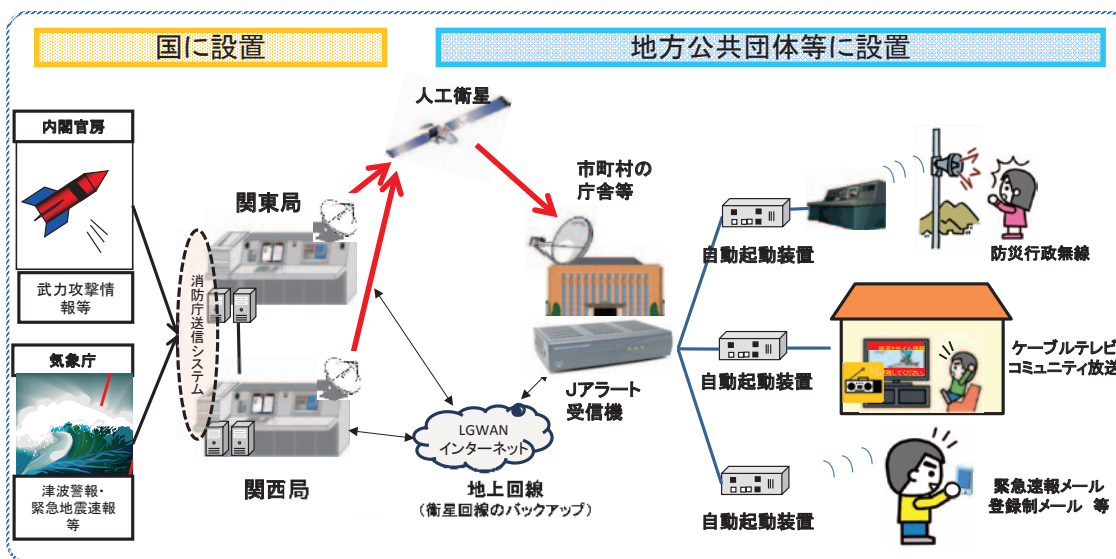 国に設置
地方公共団体等に設置
内閣官房
武力攻撃情
報等
気象庁
津波警報・
緊急地震速報
等
消防庁送信システム
関東局
関西局
人工衛星
市町村の
庁舎等
Jアラート
受信機
LGWAN
インターネット
地上回線
（衛星回線のバックアップ）
自動起動装置
防災行政無線
自動起動装置
ケーブルテレビ
コミュニティ放送
自動起動装置
緊急速報メール
登録制メール 等